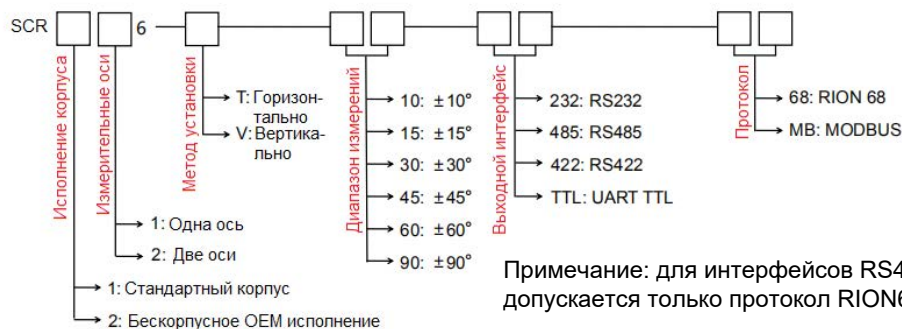 SCR 6
Исполнение корпуса
Измерительные оси
Метод установки
Диапазон измерений
Выходной интерфейс
Протокол
T: Горизон-
тально
V: Вертика-
льно
10: ±10°
15: ±15°
30: ±30°
45: ±45°
60: ±60°
90: ±90°
232: RS232
485: RS485
422: RS422
TTL: UART TTL
68: RION 68
MB: MODBUS
1: Одна ось
2: Две оси
1: Стандартный корпус
2: Бескорпусное OEM исполнение
Примечание: для интерфейсов RS4
допускается только протокол RION6